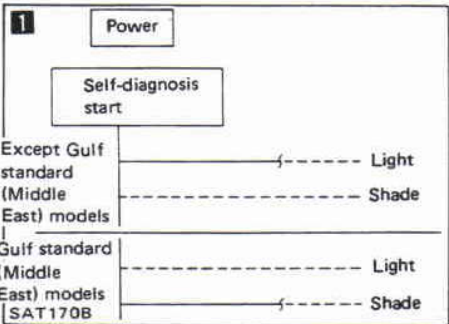 1
Power
Self-diagnosis
start
Except Gulf
standard
(Middle
East) models
Light
Shade
Gulf standard
(Middle
East) models
Light
Shade
SAT170B